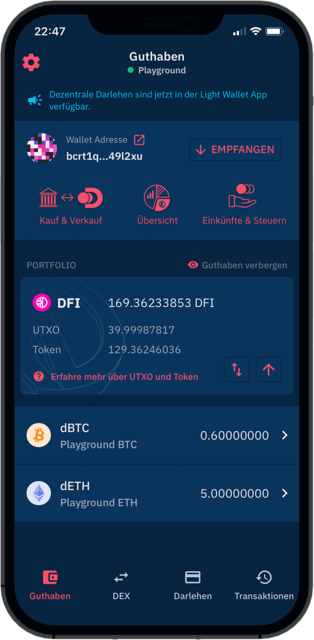 22:47
Guthaben
Playground
Dezentrale Darlehen sind jetzt in der Light Wallet App
verfügbar.
Wallet Adresse
bcrt1q...49l2xu
EMPFANGEN
Kauf & Verkauf
Übersicht
Einkünfte & Steuern
PORTFOLIO
Guthaben verbergen
DFI
169.36233853 DFI
UTXO
39.99987817
Token
129.36246036
Erfahre mehr über UTXO und Token
dBTC
Playground BTC
0.60000000
dETH
Playground ETH
5.00000000
Guthaben
DEX
Darlehen
Transaktionen